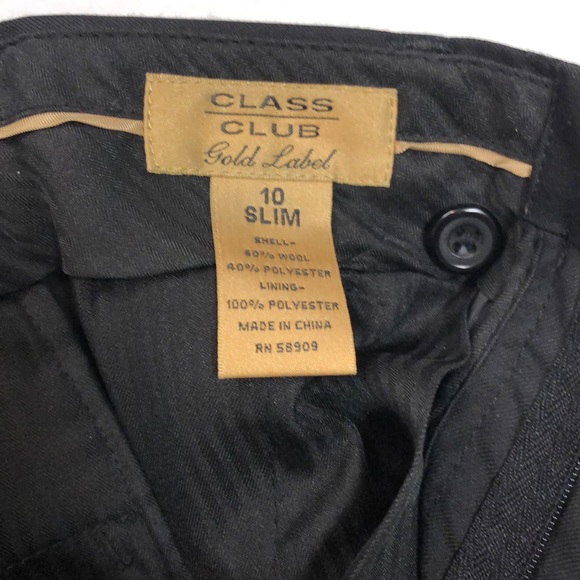 CLASS
CLUB
Gold Label
10
SLIM
SHELL-
60% WOOL
40% POLYESTER
LINING-
100% POLYESTER
MADE IN CHINA
RN 58909